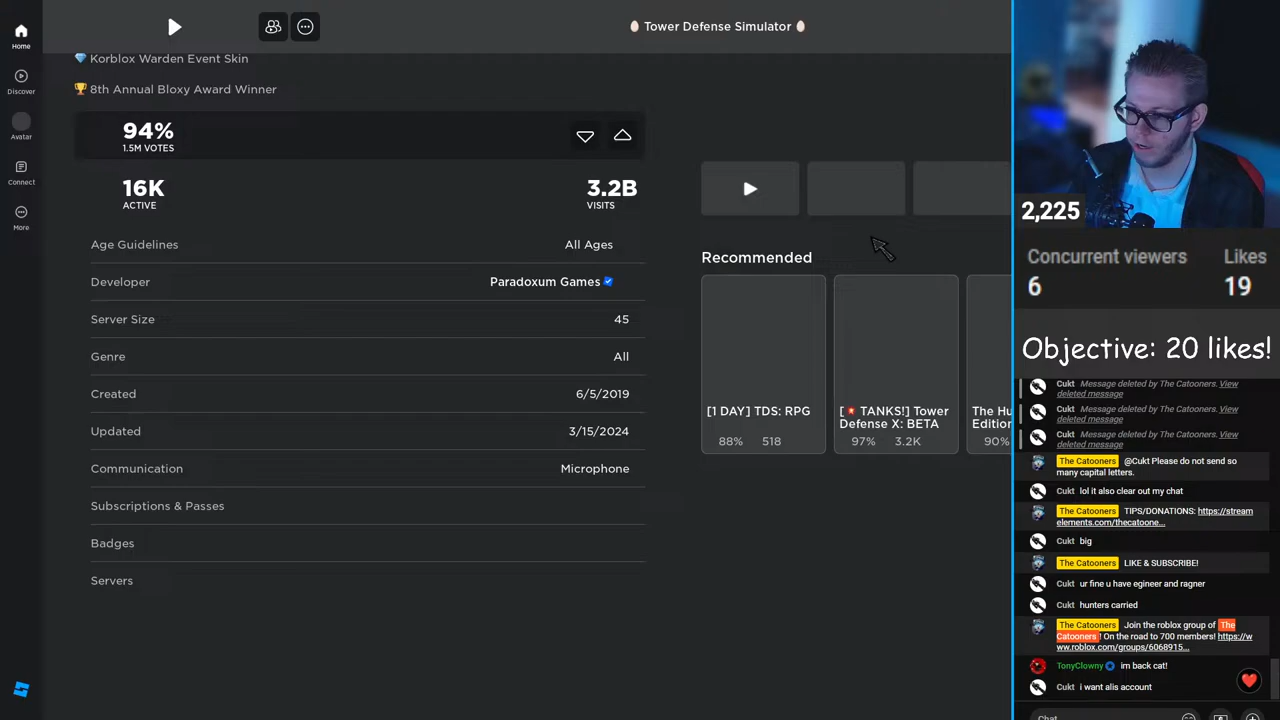 Home
Discover
Avatar
Connect
More
🥚 Tower Defense Simulator 🥚
💎 Korblox Warden Event Skin
🏆 8th Annual Bloxy Award Winner
94%
1.5M VOTES
16K
ACTIVE
3.2B
VISITS
Age Guidelines All Ages
Developer Paradoxum Games
Server Size 45
Genre All
Created 6/5/2019
Updated 3/15/2024
Communication Microphone
Subscriptions & Passes
Badges
Servers
Recommended
[1 DAY] TDS: RPG
88% 518
[💥 TANKS!] Tower
Defense X: BETA
97% 3.2K
The Hu
Edition
90%
2,225
Concurrent viewers Likes
6 19
Objective: 20 likes!
Cukt Message deleted by The Catooners. View
deleted message
Cukt Message deleted by The Catooners. View
deleted message
Cukt Message deleted by The Catooners. View
deleted message
The Catooners @Cukt Please do not send so
many capital letters.
Cukt lol it also clear out my chat
The Catooners TIPS/DONATIONS: https://stream
elements.com/thecatoone...
Cukt big
The Catooners LIKE & SUBSCRIBE!
Cukt ur fine u have egineer and ragner
Cukt hunters carried
The Catooners Join the roblox group of The
Catooners! On the road to 700 members! https://w
ww.roblox.com/groups/6068915...
TonyClowny im back cat!
Cukt i want alis account
Chat...